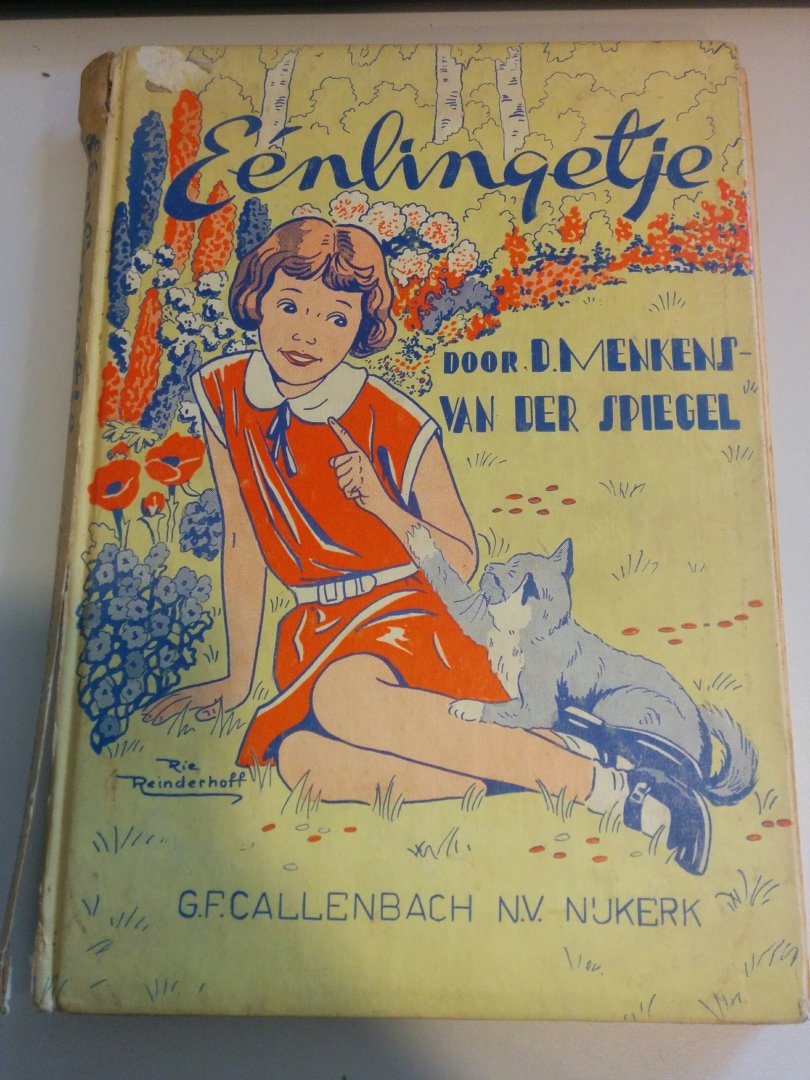 Eénlingetje
DOOR D. MENKENS-
VAN DER SPIEGEL
Rie
Reinderhoff
G.F. CALLENBACH N.V. NIJKERK